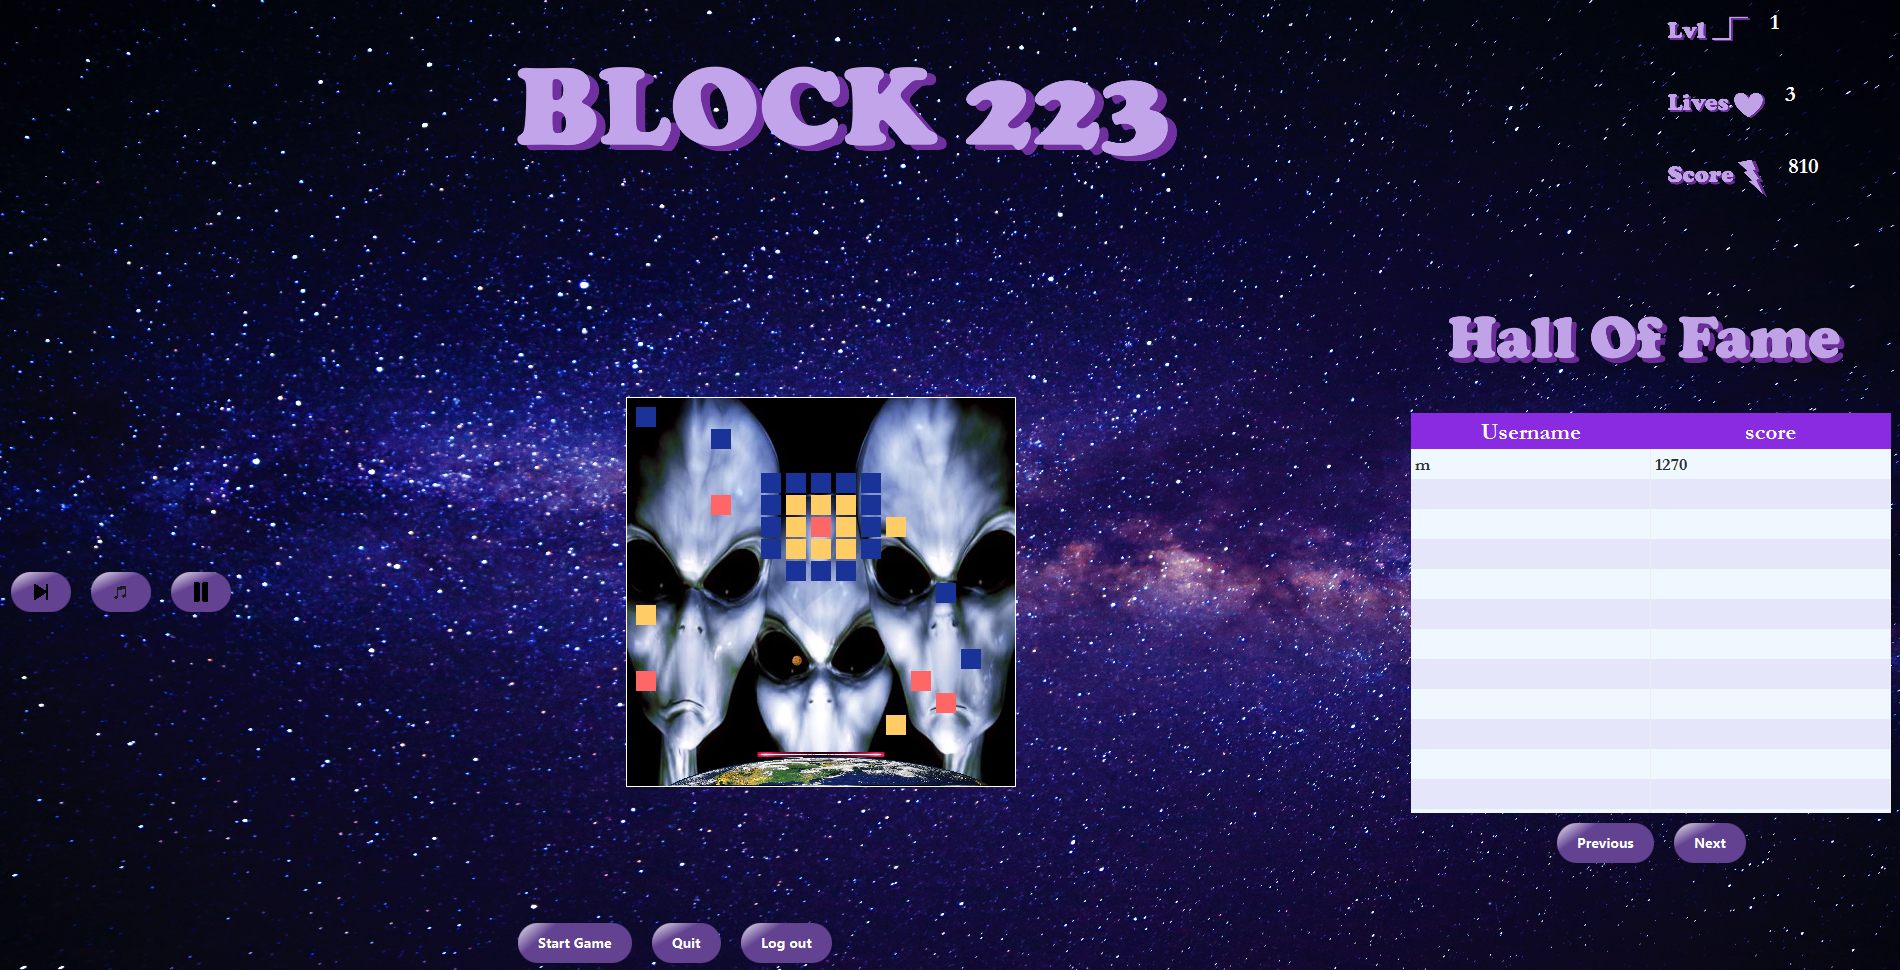 BLOCK 223
Lvl 1
Lives 3
Score 810
Hall Of Fame
Username score
m 1270
Previous Next
Start Game Quit Log out